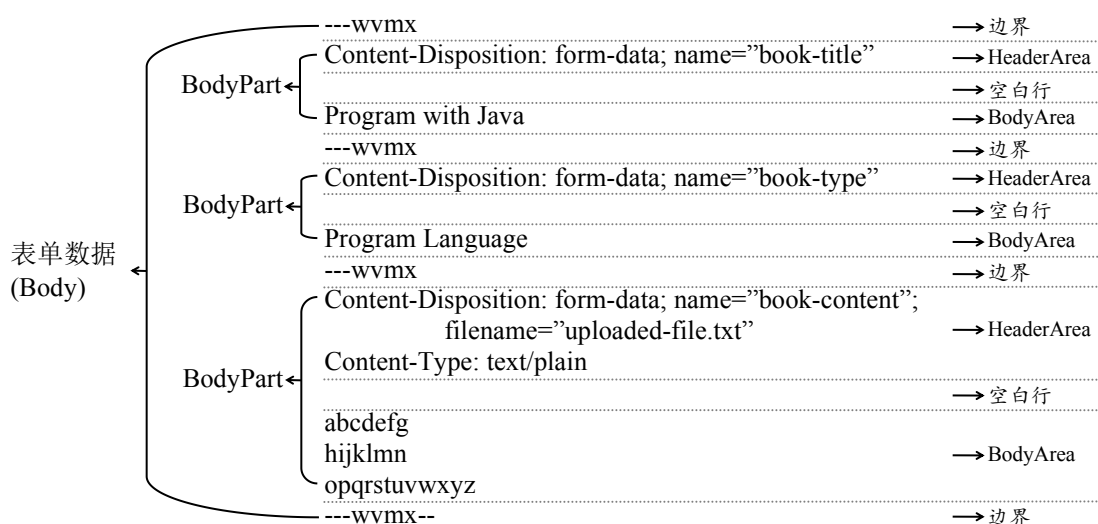 ---wvmx
边界
Content-Disposition: form-data; name=”book-title”
HeaderArea
BodyPart
空白行
Program with Java
BodyArea
---wvmx
边界
Content-Disposition: form-data; name=”book-type”
HeaderArea
BodyPart
空白行
Program Language
BodyArea
表单数据
(Body)
---wvmx
边界
Content-Disposition: form-data; name=”book-content”;
filename=”uploaded-file.txt”
HeaderArea
Content-Type: text/plain
BodyPart
空白行
abcdefg
hijklmn
BodyArea
opqrstuvwxyz
---wvmx--
边界